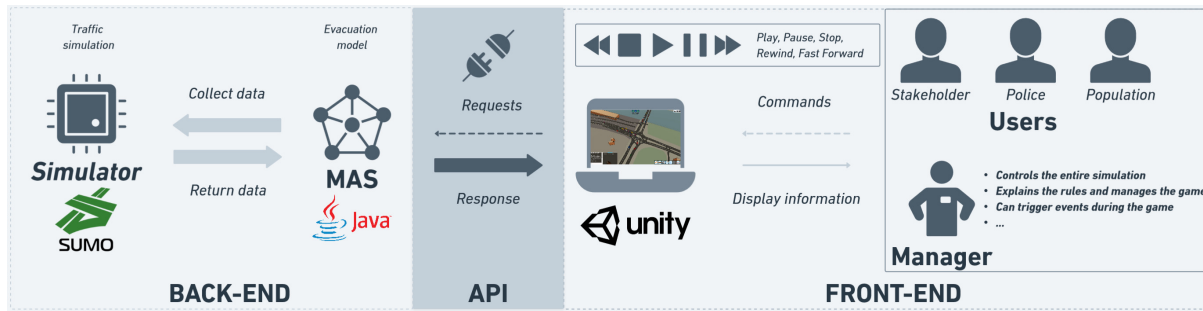 Traffic
simulation
Evacuation
model
Collect data
Return data
Simulator
SUMO
MAS
Java
BACK-END
Requests
Response
API
Play, Pause, Stop,
Rewind, Fast Forward
Commands
Display information
unity
Stakeholder
Police
Population
Users
Manager
• Controls the entire simulation
• Explains the rules and manages the game
• Can trigger events during the game
• ...
FRONT-END